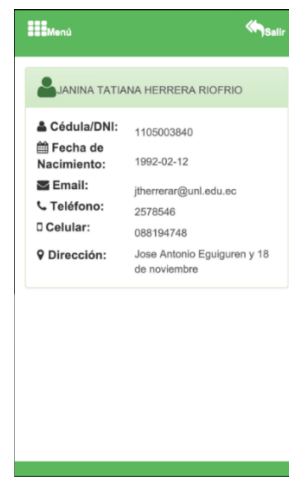 Menú
Salir
JANINA TATIANA HERRERA RIOFRIO
Cédula/DNI: 1105003840
Fecha de
Nacimiento: 1992-02-12
Email: jtherrerar@unl.edu.ec
Teléfono: 2578546
Celular: 088194748
Dirección: Jose Antonio Eguiguren y 18
de noviembre